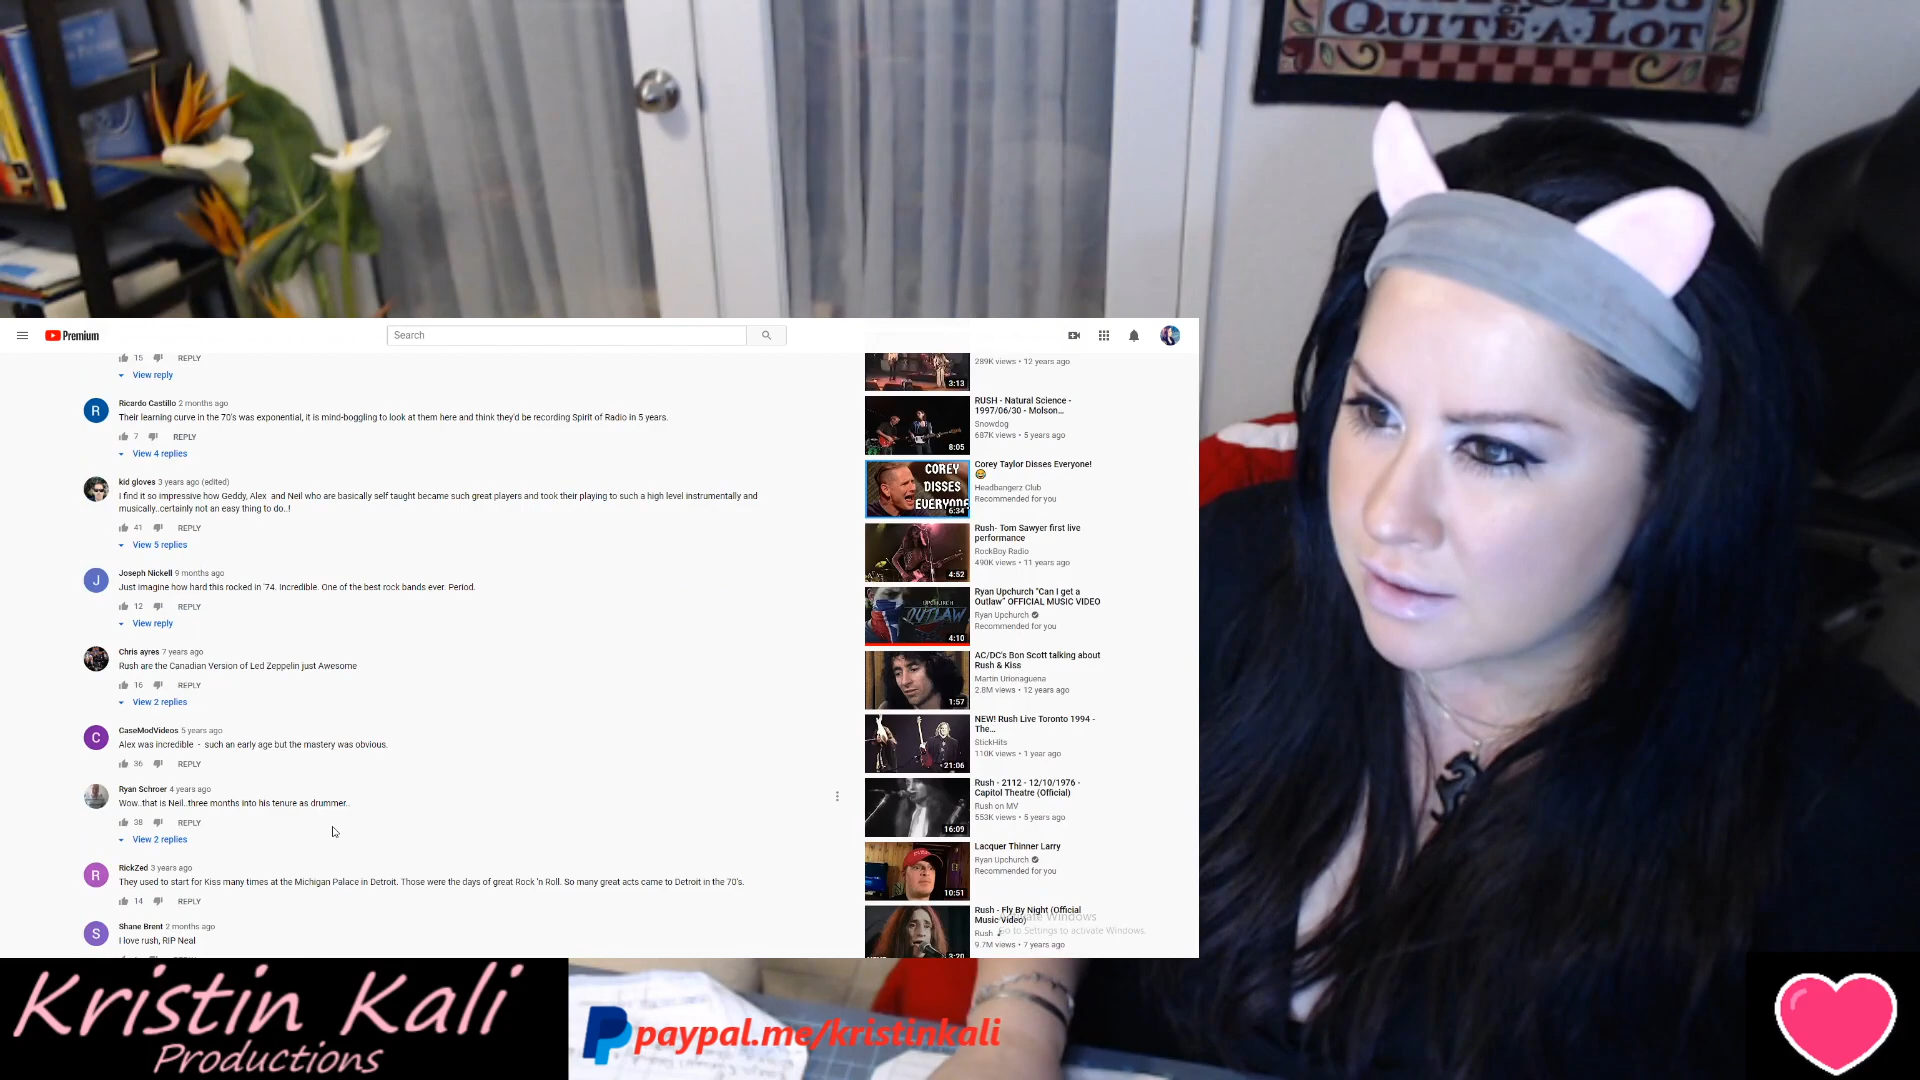 QUITE·A·LOT
Premium
Search
15 REPLY
View reply
Ricardo Castillo 2 months ago
Their learning curve in the 70's was exponential, it is mind-boggling to look at them here and think they'd be recording Spirit of Radio in 5 years.
7 REPLY
View 4 replies
kid gloves 3 years ago (edited)
I find it so impressive how Geddy, Alex and Neil who are basically self taught became such great players and took their playing to such a high level instrumentally and
musically..certainly not an easy thing to do..!
41 REPLY
View 5 replies
Joseph Nickell 9 months ago
Just imagine how hard this rocked in '74. Incredible. One of the best rock bands ever. Period.
12 REPLY
View reply
Chris ayres 7 years ago
Rush are the Canadian Version of Led Zeppelin just Awesome
16 REPLY
View 2 replies
CaseModVideos 5 years ago
Alex was incredible - such an early age but the mastery was obvious.
36 REPLY
Ryan Schroer 4 years ago
Wow..that is Neil..three months into his tenure as drummer..
38 REPLY
View 2 replies
RickZed 3 years ago
They used to start for Kiss many times at the Michigan Palace in Detroit. Those were the days of great Rock 'n Roll. So many great acts came to Detroit in the 70's.
14 REPLY
Shane Brent 2 months ago
I love rush, RIP Neal
3:13
289K views • 12 years ago
8:05
RUSH - Natural Science -
1997/06/30 - Molson...
Snowdog
687K views • 5 years ago
COREY
DISSES
EVERYONE
6:34
Corey Taylor Disses Everyone!
Headbangerz Club
Recommended for you
4:52
Rush- Tom Sawyer first live
performance
RockBoy Radio
490K views • 11 years ago
UPCHURCH
OUTLAW
4:10
Ryan Upchurch "Can I get a
Outlaw" OFFICIAL MUSIC VIDEO
Ryan Upchurch
Recommended for you
1:57
AC/DC's Bon Scott talking about
Rush & Kiss
Martin Urionaguena
2.8M views • 12 years ago
21:06
NEW! Rush Live Toronto 1994 -
The...
StickHits
110K views • 1 year ago
16:09
Rush - 2112 - 12/10/1976 -
Capitol Theatre (Official)
Rush on MV
553K views • 5 years ago
10:51
Lacquer Thinner Larry
Ryan Upchurch
Recommended for you
3:20
Rush - Fly By Night (Official
Music Video)
Rush
9.7M views • 7 years ago
Activate Windows
Go to Settings to activate Windows.
Kristin Kali
Productions
paypal.me/kristinkali